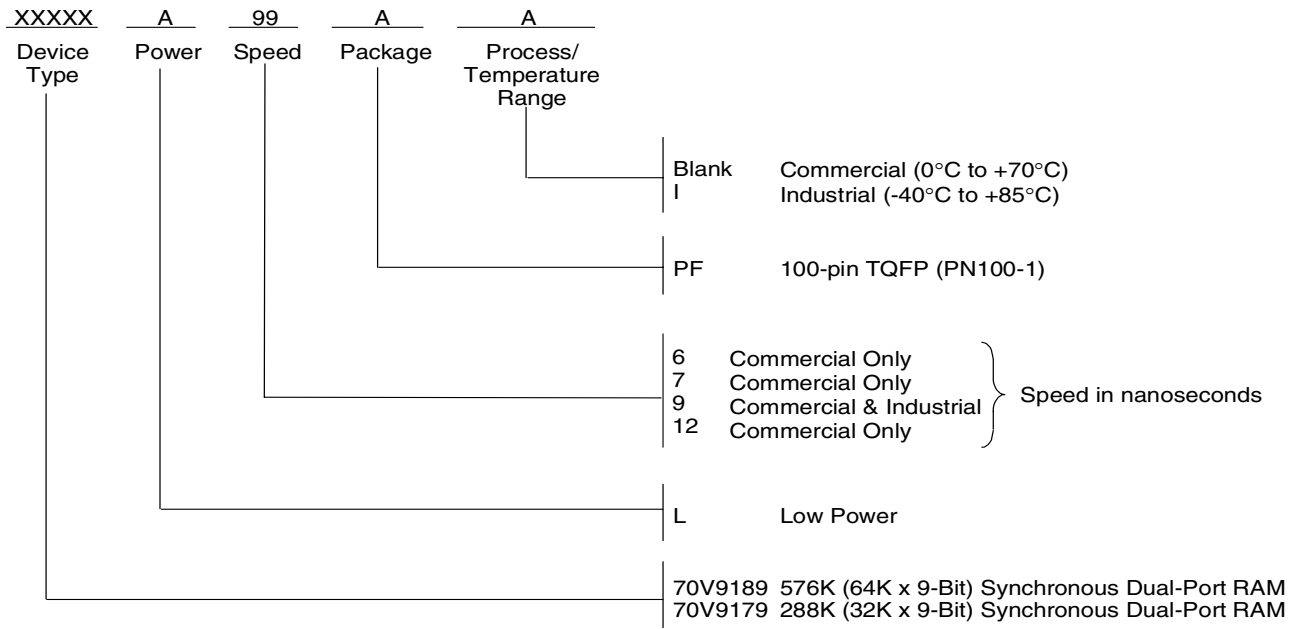 XXXXX A 99 A A
Device Type Power Speed Package Process/ Temperature Range
Blank Commercial (0°C to +70°C)
I Industrial (-40°C to +85°C)
PF 100-pin TQFP (PN100-1)
6 Commercial Only
7 Commercial Only
9 Commercial & Industrial
12 Commercial Only
Speed in nanoseconds
L Low Power
70V9189 576K (64K x 9-Bit) Synchronous Dual-Port RAM
70V9179 288K (32K x 9-Bit) Synchronous Dual-Port RAM